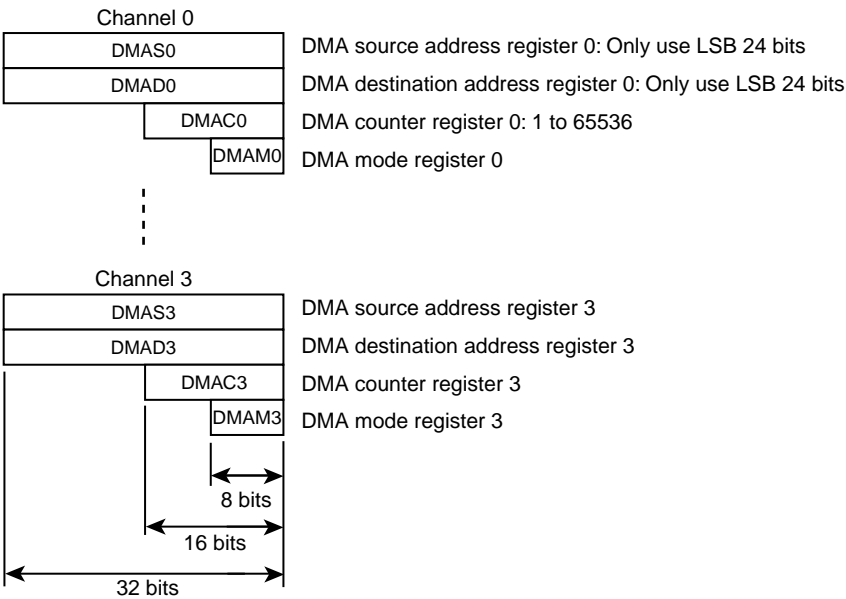 Channel 0
DMAS0 DMA source address register 0: Only use LSB 24 bits
DMAD0 DMA destination address register 0: Only use LSB 24 bits
DMAC0 DMA counter register 0: 1 to 65536
DMAM0 DMA mode register 0
Channel 3
DMAS3 DMA source address register 3
DMAD3 DMA destination address register 3
DMAC3 DMA counter register 3
DMAM3 DMA mode register 3
8 bits
16 bits
32 bits